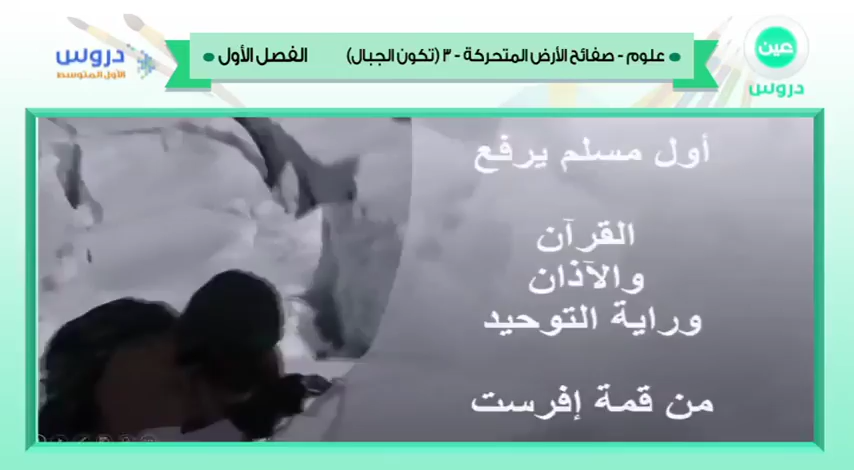 عين
دروس
علوم - صفائح الأرض المتحركة - ٣ (تكون الجبال)
الفصل الأول
دروس
الأول المتوسط
أول مسلم يرفع
القرآن
والآذان
وراية التوحيد
من قمة إفرست